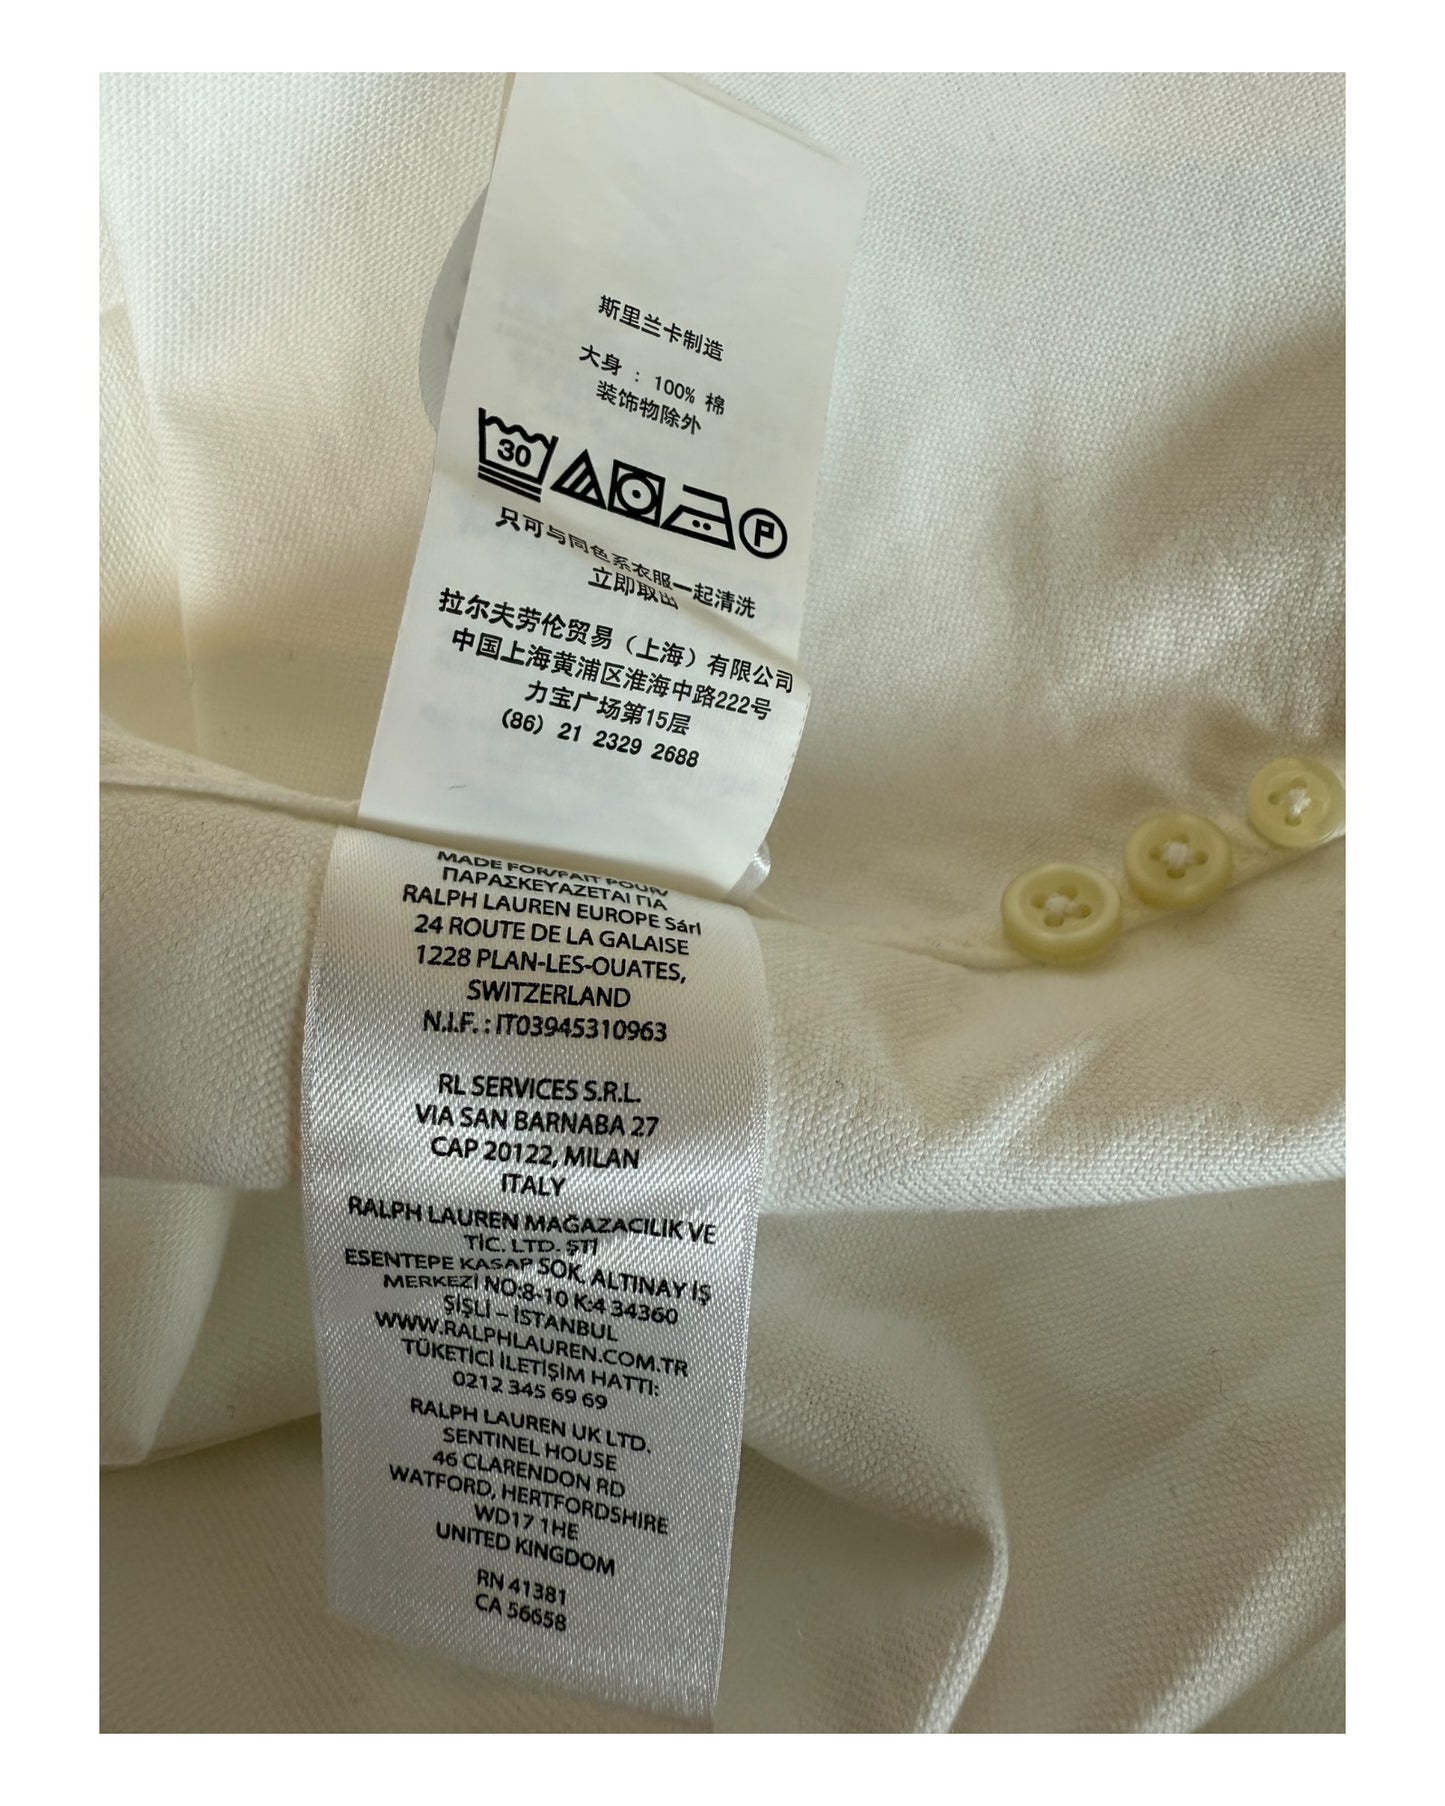 斯里兰卡制造
大身 : 100% 棉
装饰物除外
30
P
只可与同色系衣服一起清洗
立即取出
拉尔夫劳伦贸易（上海）有限公司
中国上海黄浦区淮海中路222号
力宝广场第15层
(86) 21 2329 2688
MADE FOR/FAIT POUR/
ΠΑΡΑΣΚΕΥΑΖΕΤΑΙ ΓΙΑ
RALPH LAUREN EUROPE Sárl
24 ROUTE DE LA GALAISE
1228 PLAN-LES-OUATES,
SWITZERLAND
N.I.F. : IT03945310963
RL SERVICES S.R.L.
VIA SAN BARNABA 27
CAP 20122, MILAN
ITALY
RALPH LAUREN MAĞAZACILIK VE
TİC. LTD. ŞTİ
ESENTEPE KASAP SOK. ALTINAY İŞ
MERKEZİ NO:8-10 K:4 34360
ŞİŞLİ – İSTANBUL
WWW.RALPHLAUREN.COM.TR
TÜKETİCİ İLETİŞİM HATTI:
0212 345 69 69
RALPH LAUREN UK LTD.
SENTINEL HOUSE
46 CLARENDON RD
WATFORD, HERTFORDSHIRE
WD17 1HE
UNITED KINGDOM
RN 41381
CA 56658